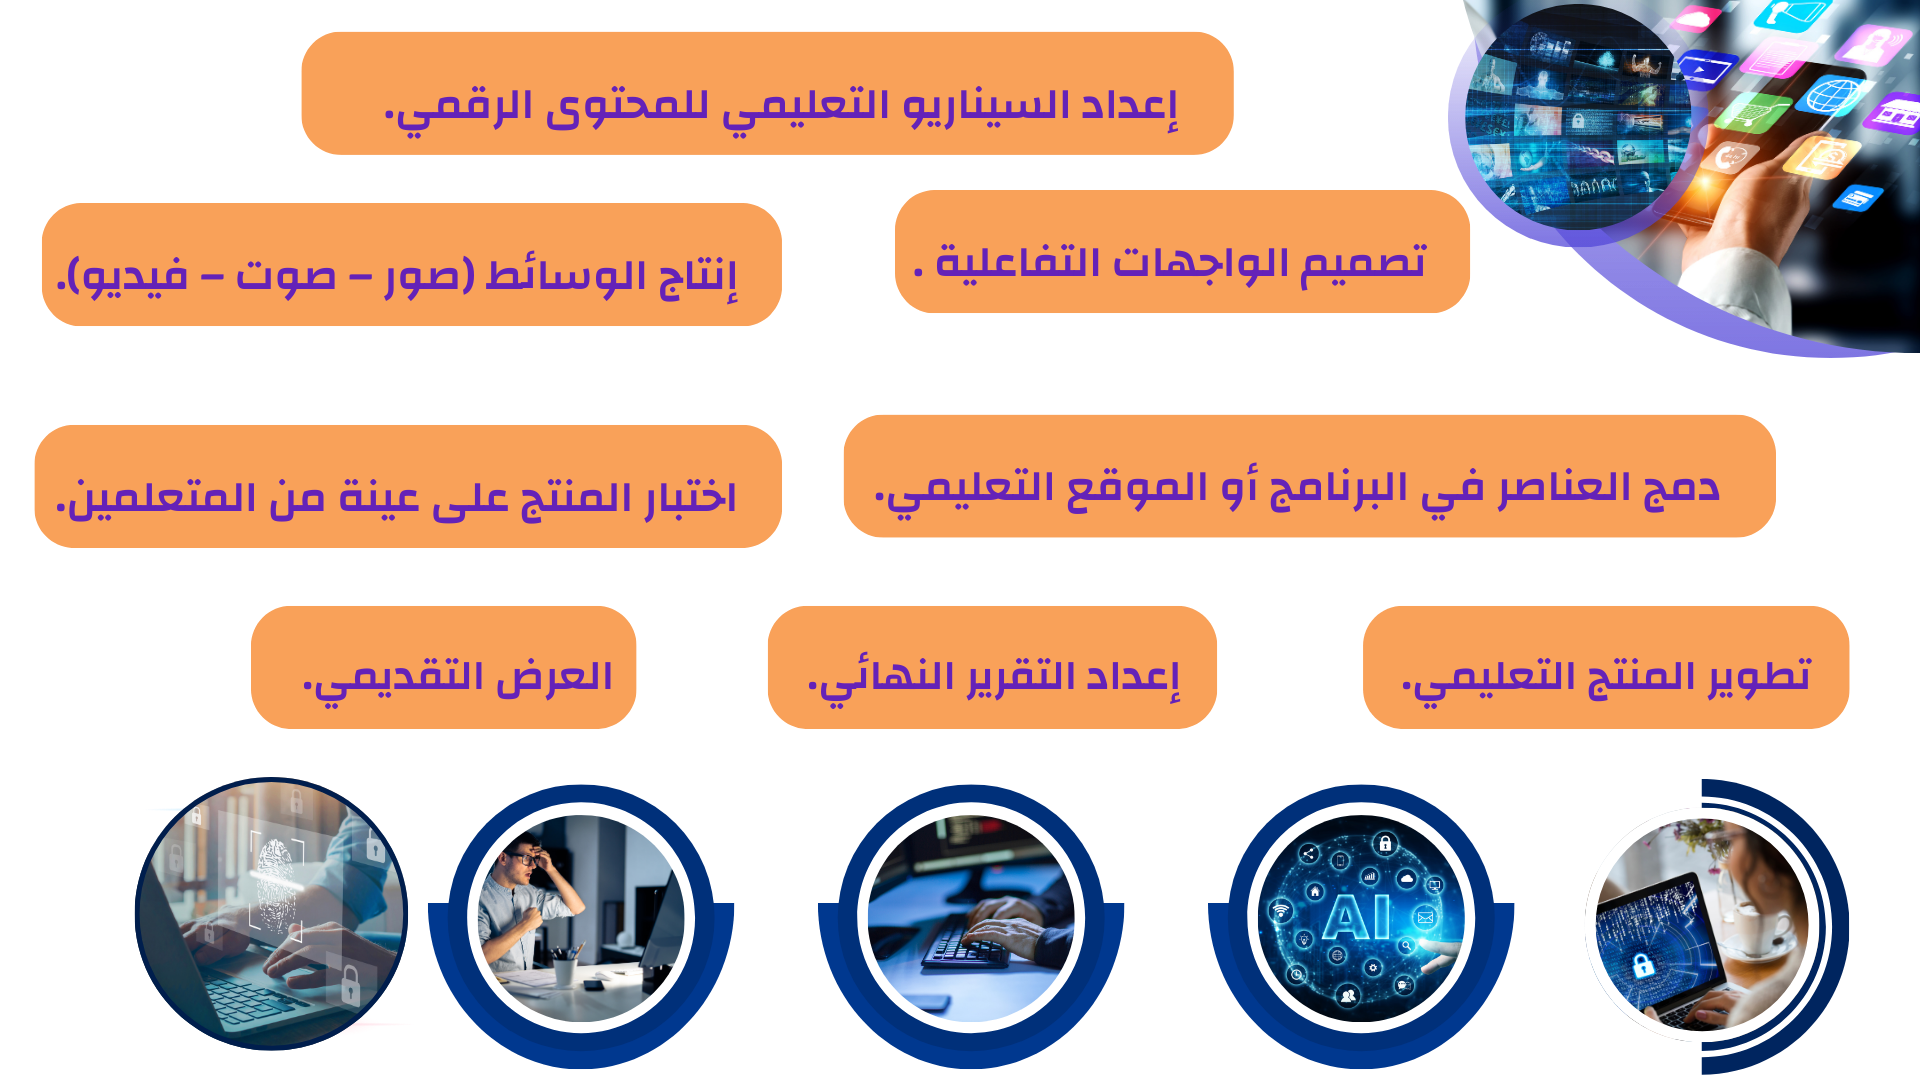 إعداد السيناريو التعليمي للمحتوى الرقمي.
تصميم الواجهات التفاعلية .
إنتاج الوسائط (صور – صوت – فيديو).
دمج العناصر في البرنامج أو الموقع التعليمي.
اختبار المنتج على عينة من المتعلمين.
تطوير المنتج التعليمي.
إعداد التقرير النهائي.
العرض التقديمي.
AI